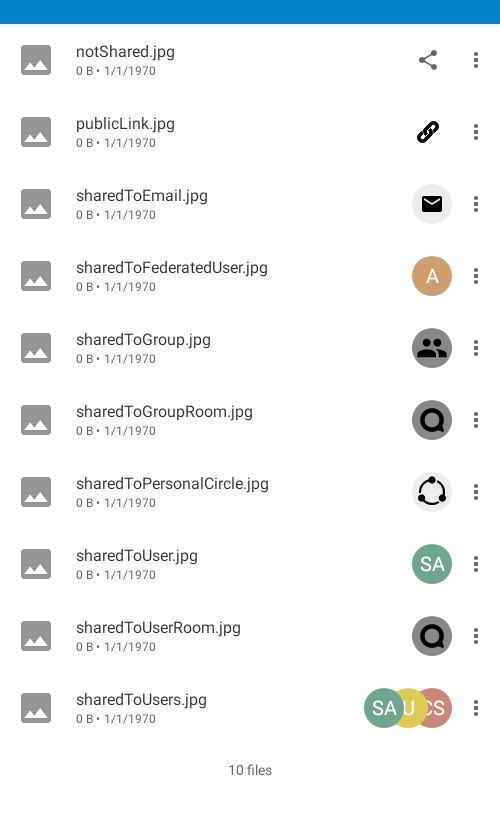 notShared.jpg
0 B • 1/1/1970
publicLink.jpg
0 B • 1/1/1970
sharedToEmail.jpg
0 B • 1/1/1970
sharedToFederatedUser.jpg
0 B • 1/1/1970
A
sharedToGroup.jpg
0 B • 1/1/1970
sharedToGroupRoom.jpg
0 B • 1/1/1970
sharedToPersonalCircle.jpg
0 B • 1/1/1970
sharedToUser.jpg
0 B • 1/1/1970
SA
sharedToUserRoom.jpg
0 B • 1/1/1970
sharedToUsers.jpg
0 B • 1/1/1970
SA U CS
10 files